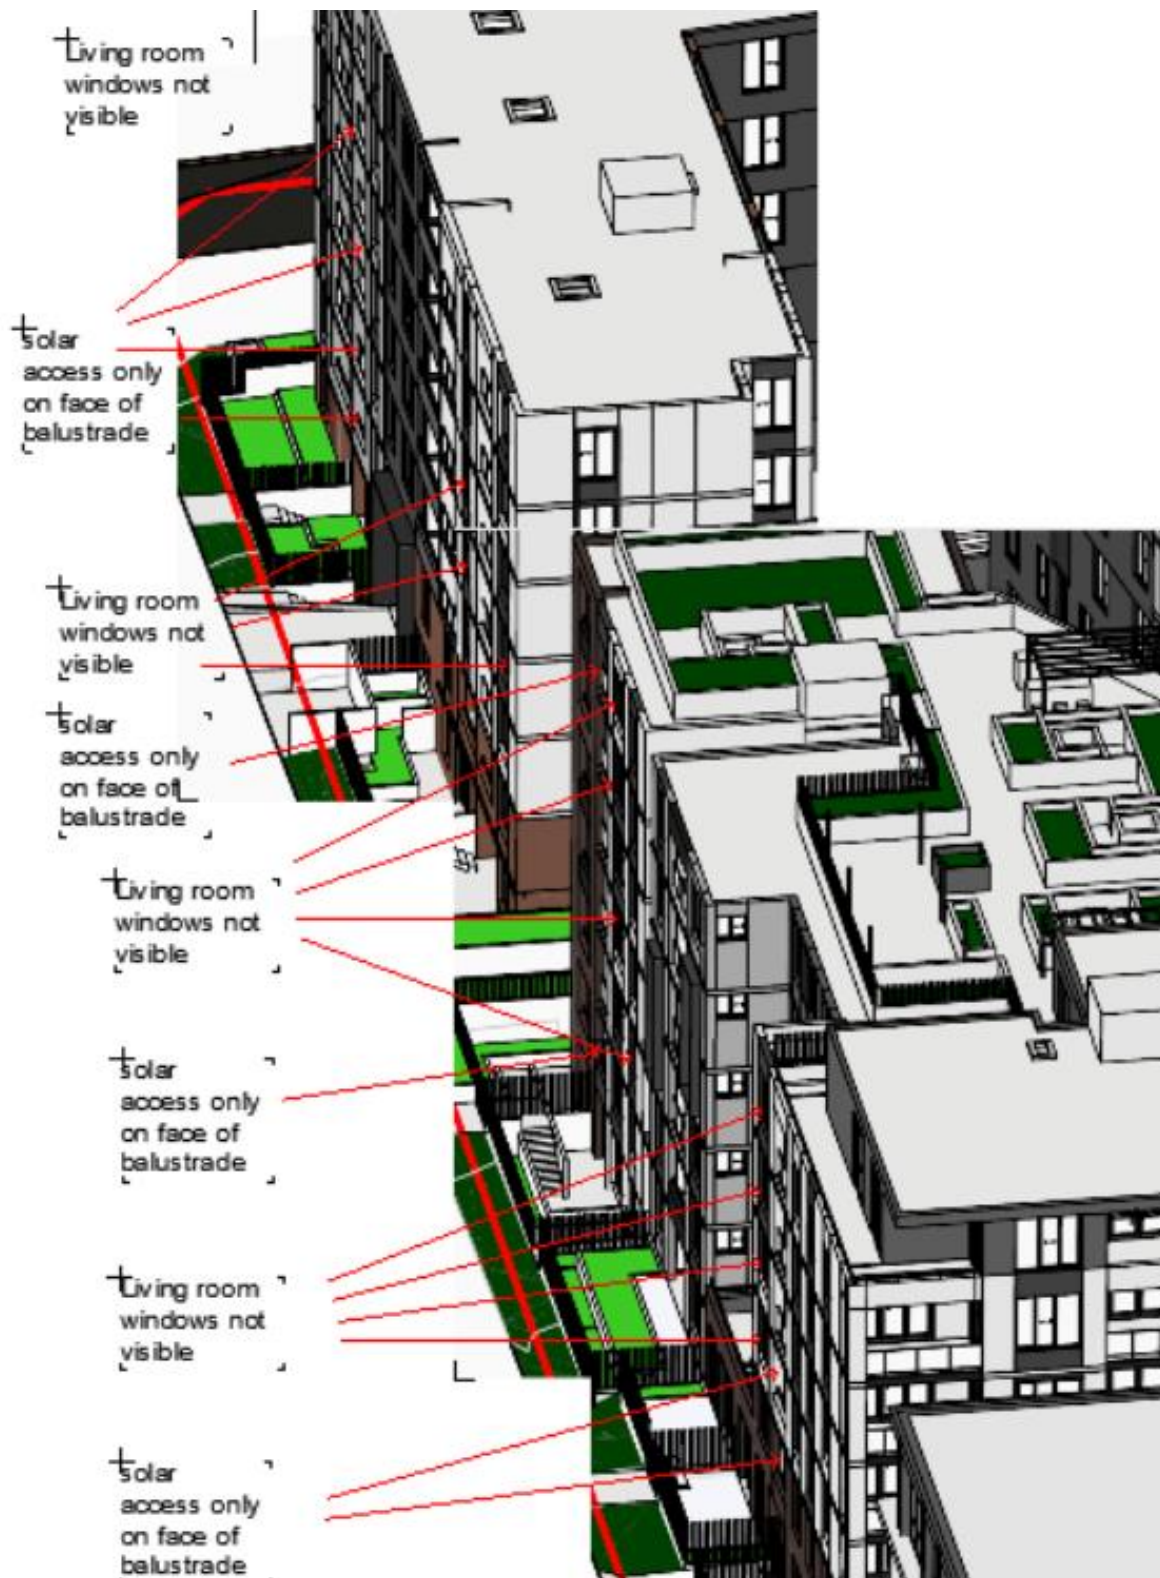 Living room
windows not
visible
solar
access only
on face of
balustrade
Living room
windows not
visible
solar
access only
on face of
balustrade
Living room
windows not
visible
solar
access only
on face of
balustrade
Living room
windows not
visible
solar
access only
on face of
balustrade